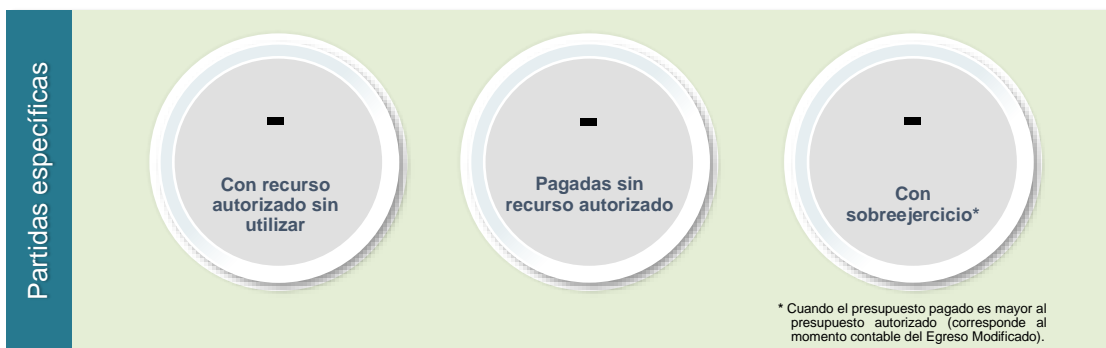 Partidas específicas
-
Con recurso
autorizado sin
utilizar
-
Pagadas sin
recurso autorizado
-
Con
sobreejercicio*
* Cuando el presupuesto pagado es mayor al
presupuesto autorizado (corresponde al
momento contable del Egreso Modificado).